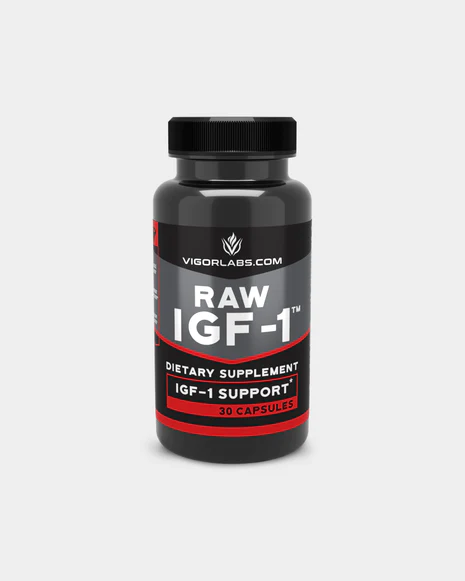 VIGORLABS.COM
RAW
IGF-1™
DIETARY SUPPLEMENT
IGF-1 SUPPORT*
30 CAPSULES